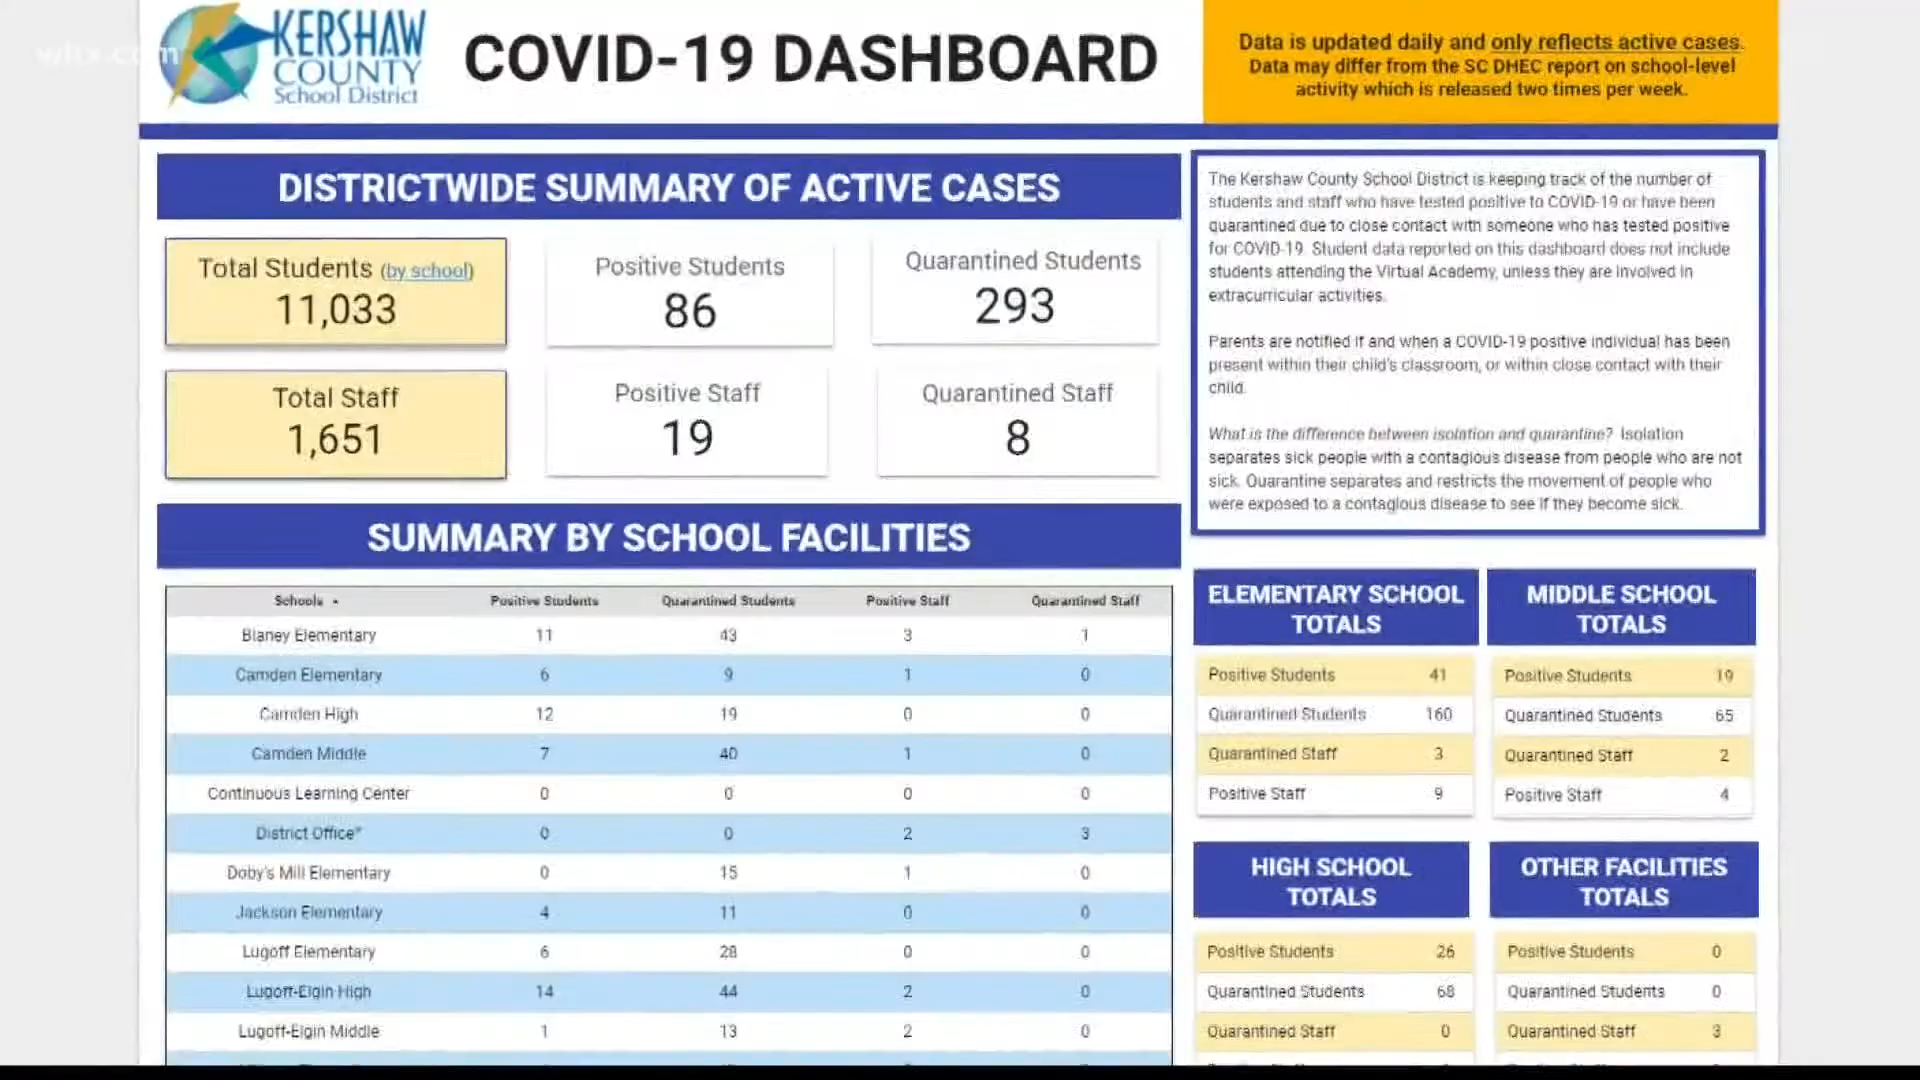 wltx.com
KERSHAW
COUNTY
School District
COVID-19 DASHBOARD
Data is updated daily and only reflects active cases.
Data may differ from the SC DHEC report on school-level
activity which is released two times per week.
DISTRICTWIDE SUMMARY OF ACTIVE CASES
Total Students (by school)
11,033
Positive Students
86
Quarantined Students
293
Total Staff
1,651
Positive Staff
19
Quarantined Staff
8
The Kershaw County School District is keeping track of the number of
students and staff who have tested positive to COVID-19 or have been
quarantined due to close contact with someone who has tested positive
for COVID-19. Student data reported on this dashboard does not include
students attending the Virtual Academy, unless they are involved in
extracurricular activities.
Parents are notified if and when a COVID-19 positive individual has been
present within their child's classroom, or within close contact with their
child.
What is the difference between isolation and quarantine? Isolation
separates sick people with a contagious disease from people who are not
sick. Quarantine separates and restricts the movement of people who
were exposed to a contagious disease to see if they become sick.
SUMMARY BY SCHOOL FACILITIES
Schools Positive Students Quarantined Students Positive Staff Quarantined Staff
Blaney Elementary 11 43 3 1
Camden Elementary 6 9 1 0
Camden High 12 19 0 0
Camden Middle 7 40 1 0
Continuous Learning Center 0 0 0 0
District Office* 0 0 2 3
Doby's Mill Elementary 0 15 1 0
Jackson Elementary 4 11 0 0
Lugoff Elementary 6 28 0 0
Lugoff-Elgin High 14 44 2 0
Lugoff-Elgin Middle 1 13 2 0
ELEMENTARY SCHOOL
TOTALS
Positive Students 41
Quarantined Students 160
Quarantined Staff 3
Positive Staff 9
MIDDLE SCHOOL
TOTALS
Positive Students 19
Quarantined Students 65
Quarantined Staff 2
Positive Staff 4
HIGH SCHOOL
TOTALS
Positive Students 26
Quarantined Students 68
Quarantined Staff 0
OTHER FACILITIES
TOTALS
Positive Students 0
Quarantined Students 0
Quarantined Staff 3